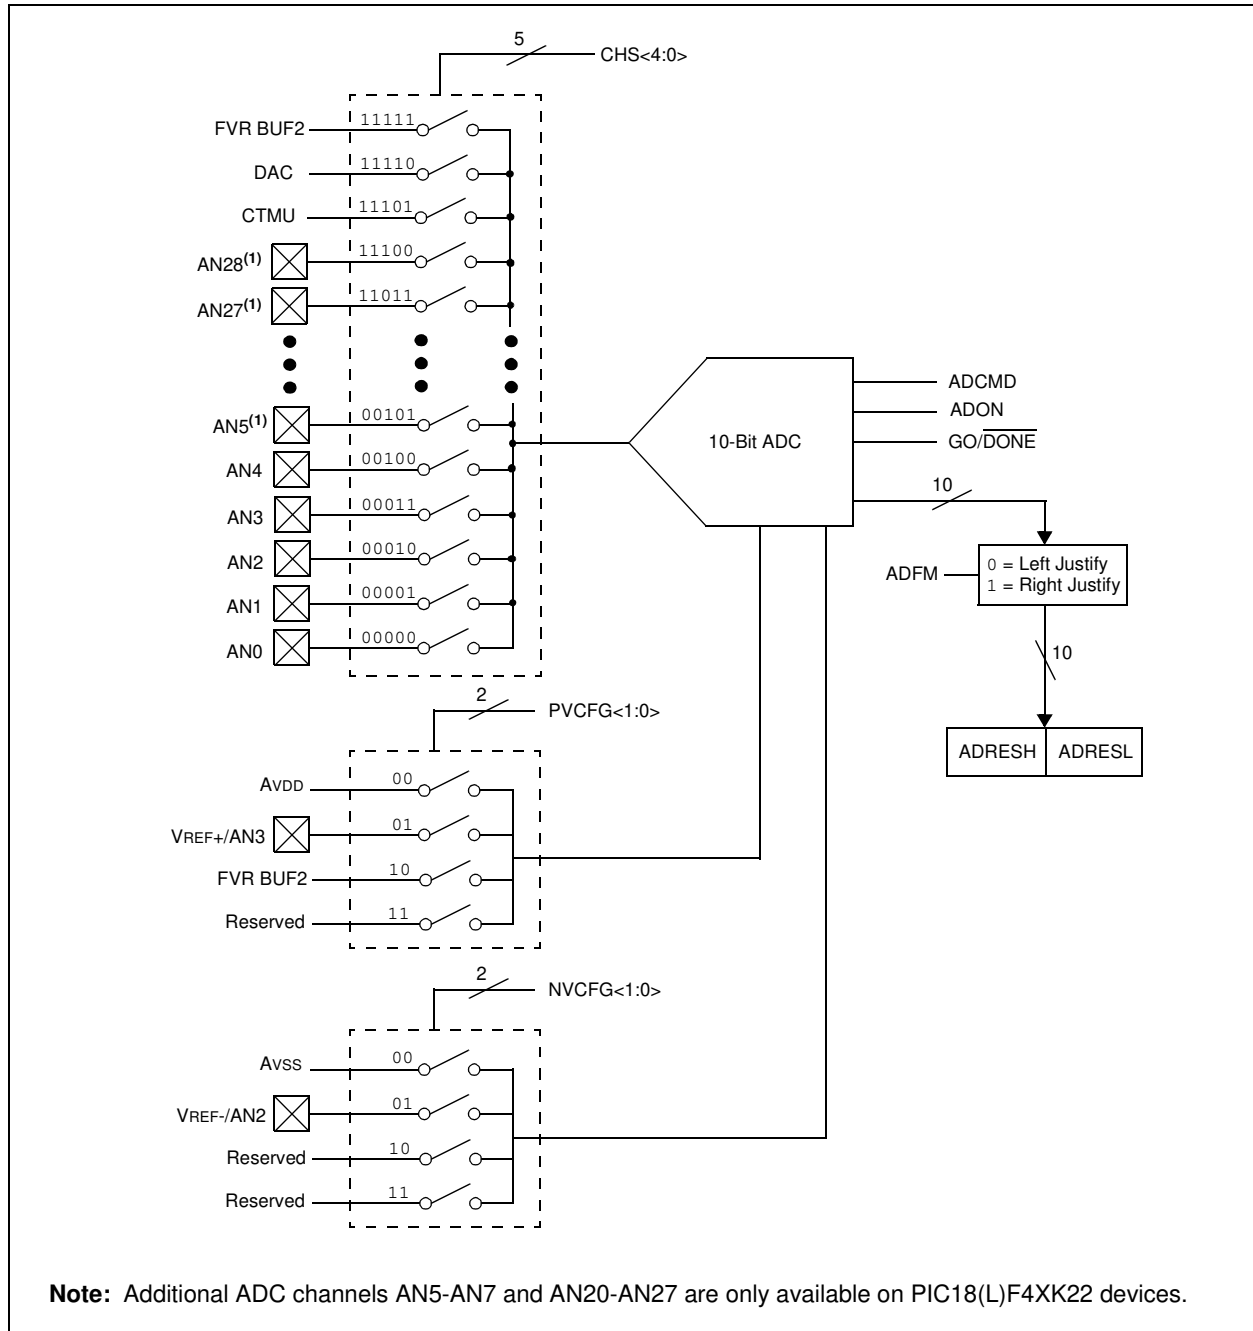 5
CHS<4:0>
FVR BUF2 11111
DAC 11110
CTMU 11101
AN28(1) 11100
AN27(1) 11011
AN5(1) 00101
AN4 00100
AN3 00011
AN2 00010
AN1 00001
AN0 00000
10-Bit ADC
ADCMD
ADON
GO/DONE
10
ADFM
0 = Left Justify
1 = Right Justify
10
ADRESH ADRESL
2
PVCFG<1:0>
AVDD 00
VREF+/AN3 01
FVR BUF2 10
Reserved 11
2
NVCFG<1:0>
AVSS 00
VREF-/AN2 01
Reserved 10
Reserved 11
Note: Additional ADC channels AN5-AN7 and AN20-AN27 are only available on PIC18(L)F4XK22 devices.